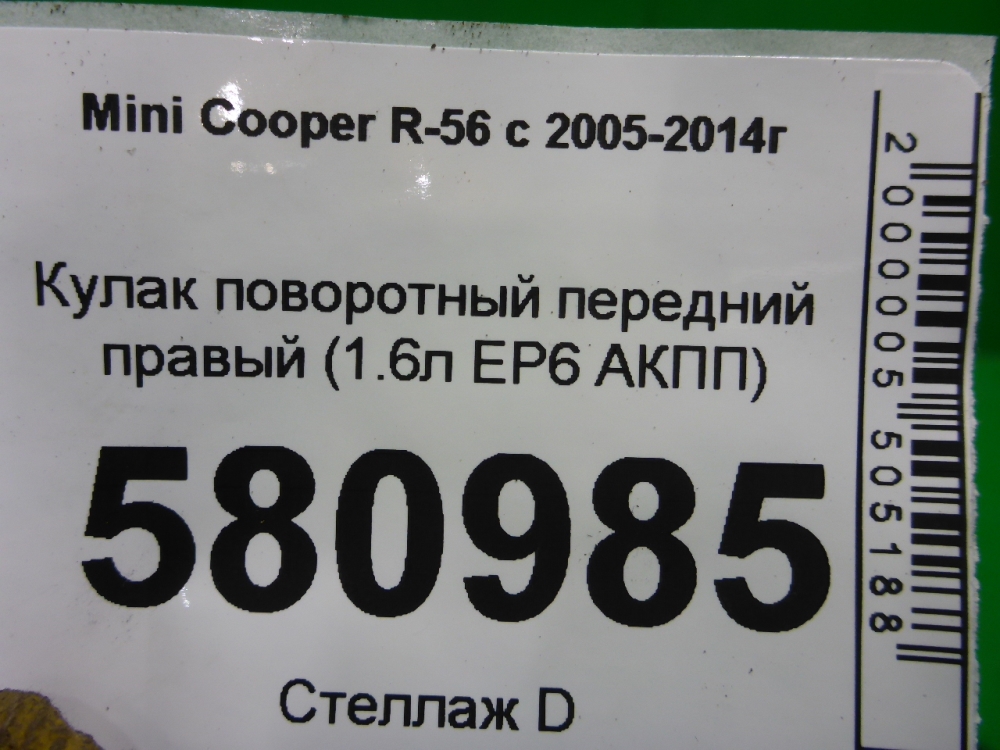 Mini Cooper R-56 с 2005-2014г
Кулак поворотный передний
правый (1.6л EP6 АКПП)
580985
Стеллаж D
2000005505188